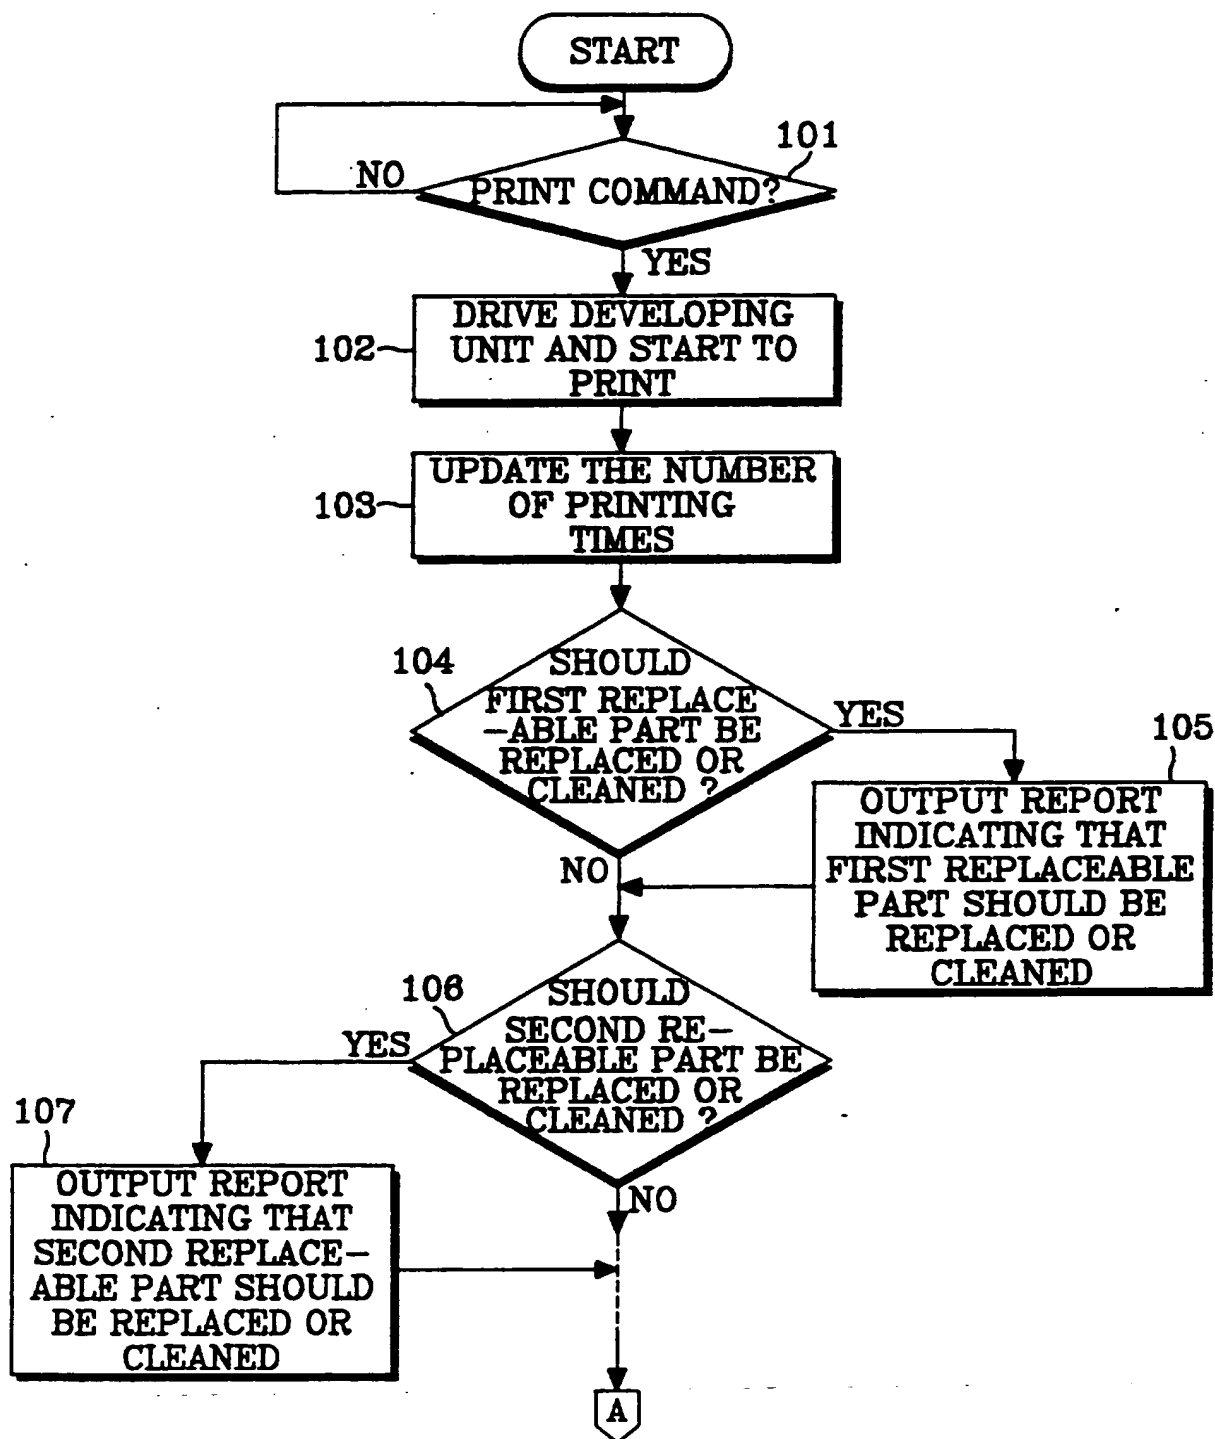 START
101
NO
PRINT COMMAND?
YES
DRIVE DEVELOPING
UNIT AND START TO
PRINT
102
UPDATE THE NUMBER
OF PRINTING
TIMES
103
104
SHOULD
FIRST REPLACE
-ABLE PART BE
REPLACED OR
CLEANED ?
YES
105
OUTPUT REPORT
INDICATING THAT
FIRST REPLACEABLE
PART SHOULD BE
REPLACED OR
CLEANED
NO
106
SHOULD
SECOND RE-
PLACEABLE PART BE
REPLACED OR
CLEANED ?
YES
107
OUTPUT REPORT
INDICATING THAT
SECOND REPLACE-
ABLE PART SHOULD
BE REPLACED OR
CLEANED
NO
A